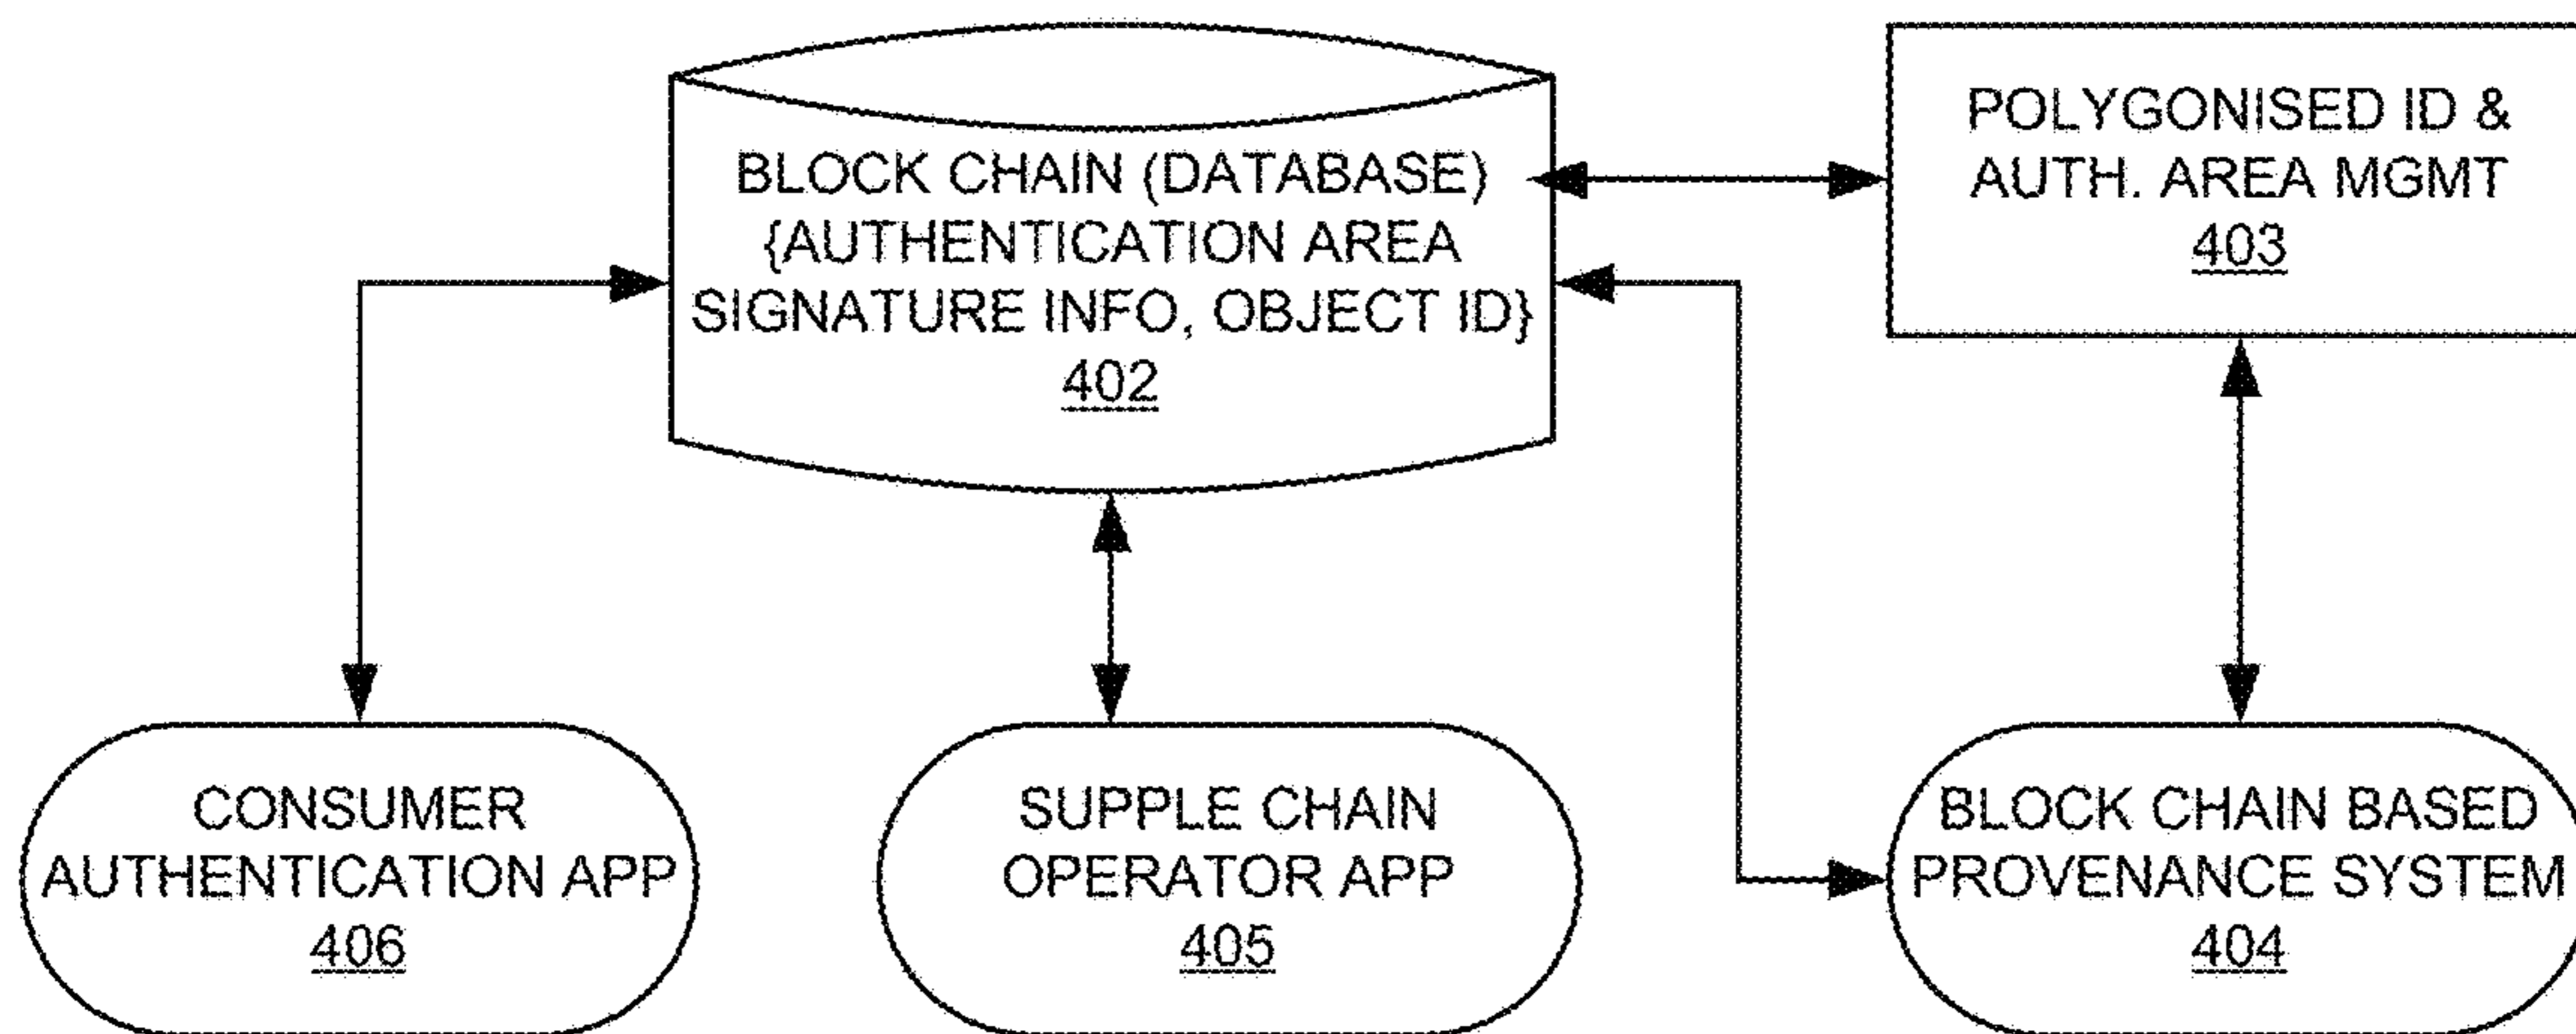 BLOCK CHAIN (DATABASE)
{AUTHENTICATION AREA
SIGNATURE INFO, OBJECT ID}
402
POLYGONISED ID &
AUTH. AREA MGMT
403
CONSUMER
AUTHENTICATION APP
406
SUPPLE CHAIN
OPERATOR APP
405
BLOCK CHAIN BASED
PROVENANCE SYSTEM
404